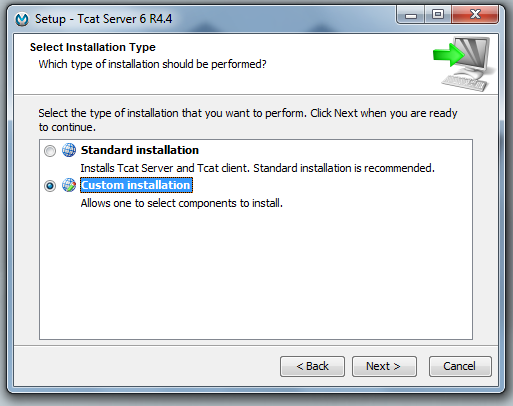 Setup - Tcat Server 6 R4.4
Select Installation Type
Which type of installation should be performed?
Select the type of installation that you want to perform. Click Next when you are ready
to continue.
Standard installation
Installs Tcat Server and Tcat client. Standard installation is recommended.
Custom installation
Allows one to select components to install.
< Back
Next >
Cancel